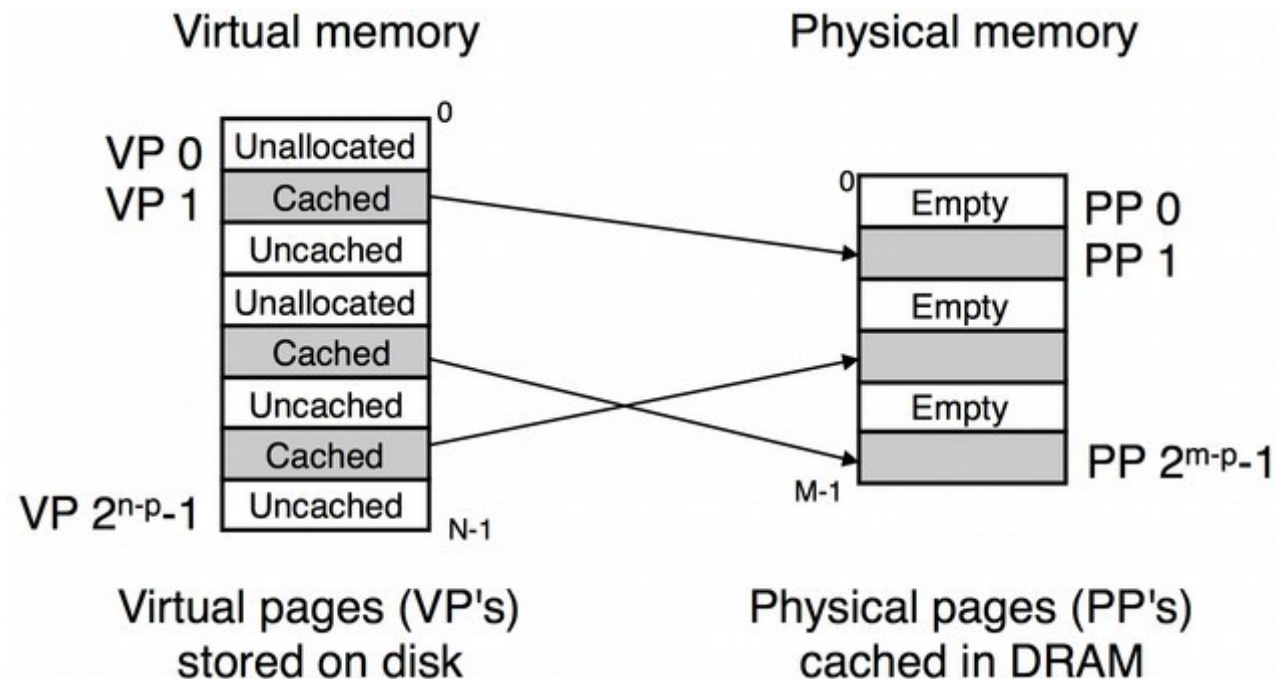 Virtual memory
Physical memory
0
VP 0
Unallocated
VP 1
Cached
Uncached
Unallocated
Cached
Uncached
Cached
VP 2ⁿ⁻ᵖ-1
Uncached
N-1
0
Empty
PP 0
PP 1
Empty
Empty
PP 2ᵐ⁻ᵖ-1
M-1
Virtual pages (VP's)
stored on disk
Physical pages (PP's)
cached in DRAM